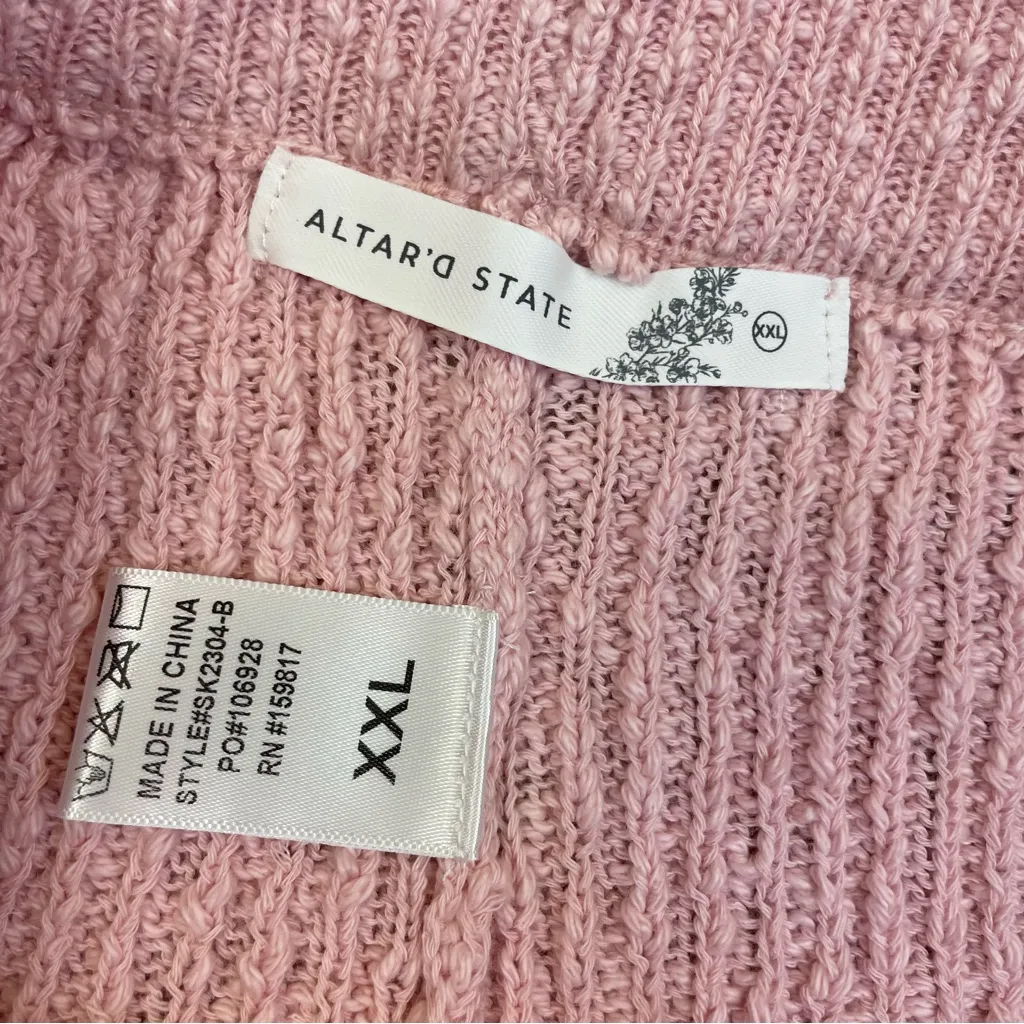 ALTAR'D STATE
XXL
MADE IN CHINA
STYLE#SK2304-B
PO#106928
RN #159817
XXL